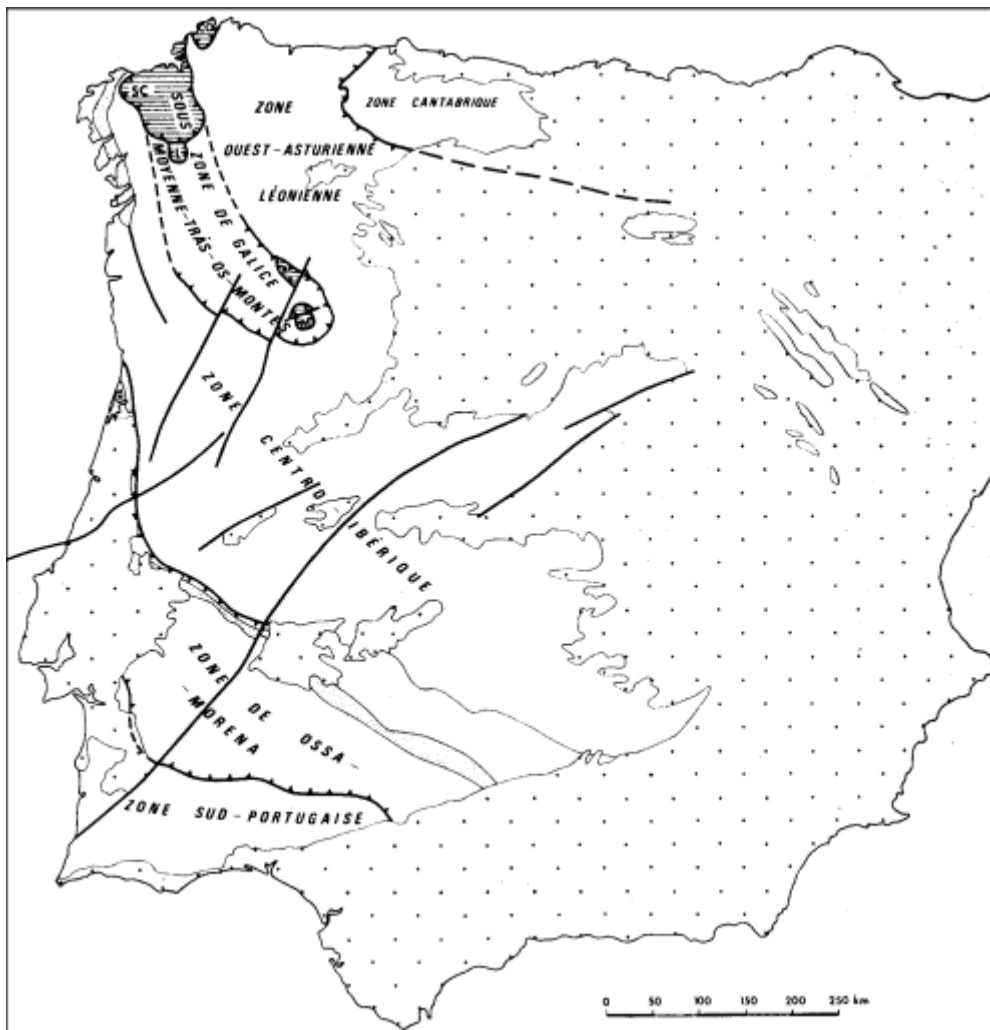 ZONE
ZONE CANTABRIQUE
OUEST-ASTURIENNE
LÉONIENNE
SC
SOUS
ZONE DE GALICE
MOYENNE-TRÁS-OS-MONTES
ZONE
CENTRO
IBÉRIQUE
ZONE DE OSSA-
-MORENA
ZONE SUD-PORTUGAISE
0 50 100 150 200 250 km